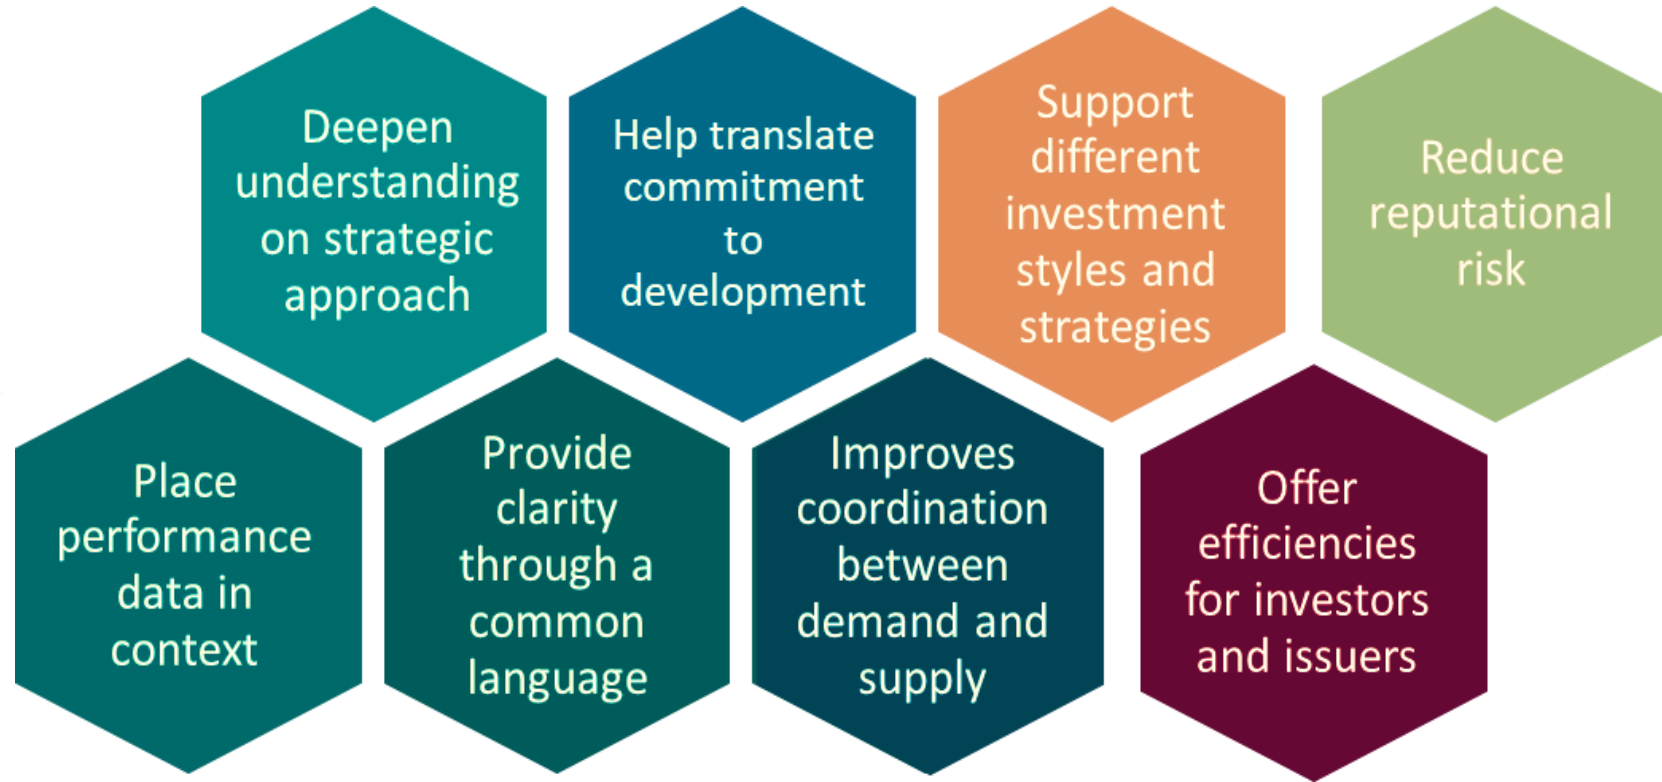 Deepen
understanding
on strategic
approach
Help translate
commitment
to
development
Support
different
investment
styles and
strategies
Reduce
reputational
risk
Place
performance
data in
context
Provide
clarity
through a
common
language
Improves
coordination
between
demand and
supply
Offer
efficiencies
for investors
and issuers